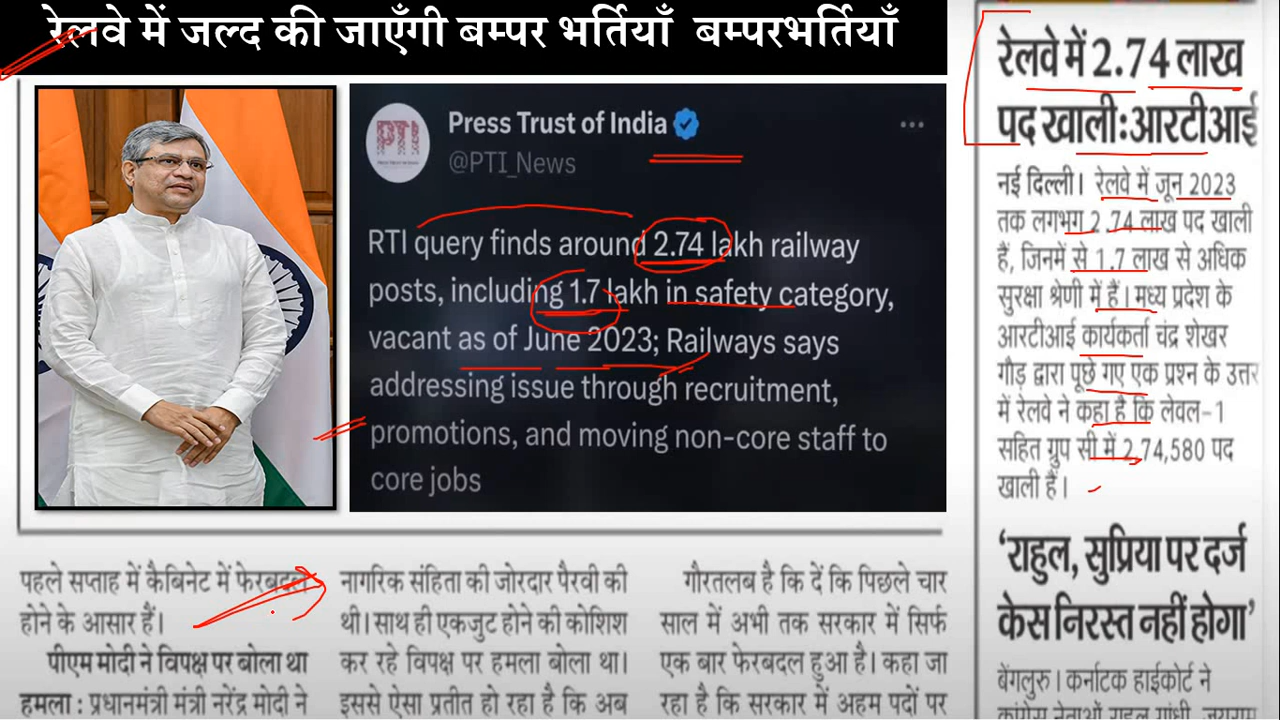 रेलवे में जल्द की जाएँगी बम्पर भर्तियाँ बम्परभर्तियाँ
PTI
Press Trust of India
@PTI_News
RTI query finds around 2.74 lakh railway
posts, including 1.7 lakh in safety category,
vacant as of June 2023; Railways says
addressing issue through recruitment,
promotions, and moving non-core staff to
core jobs
रेलवे में 2.74 लाख
पद खाली:आरटीआई
नई दिल्ली। रेलवे में जून 2023
तक लगभग 2.74 लाख पद खाली
हैं, जिनमें से 1.7 लाख से अधिक
सुरक्षा श्रेणी में हैं। मध्य प्रदेश के
आरटीआई कार्यकर्ता चंद्र शेखर
गौड़ द्वारा पूछे गए एक प्रश्न के उत्तर
में रेलवे ने कहा है कि लेवल-1
सहित ग्रुप सी में 2,74,580 पद
खाली हैं।
‘राहुल, सुप्रिया पर दर्ज
केस निरस्त नहीं होगा’
बेंगलुरु। कर्नाटक हाईकोर्ट ने
कांग्रेस नेताओं राहुल गांधी, जयराम
पहले सप्ताह में कैबिनेट में फेरबदल
होने के आसार हैं।
पीएम मोदी ने विपक्ष पर बोला था
हमला : प्रधानमंत्री मंत्री नरेंद्र मोदी ने
नागरिक संहिता की जोरदार पैरवी की
थी। साथ ही एकजुट होने की कोशिश
कर रहे विपक्ष पर हमला बोला था।
इससे ऐसा प्रतीत हो रहा है कि अब
गौरतलब है कि दें कि पिछले चार
साल में अभी तक सरकार में सिर्फ
एक बार फेरबदल हुआ है। कहा जा
रहा है कि सरकार में अहम पदों पर